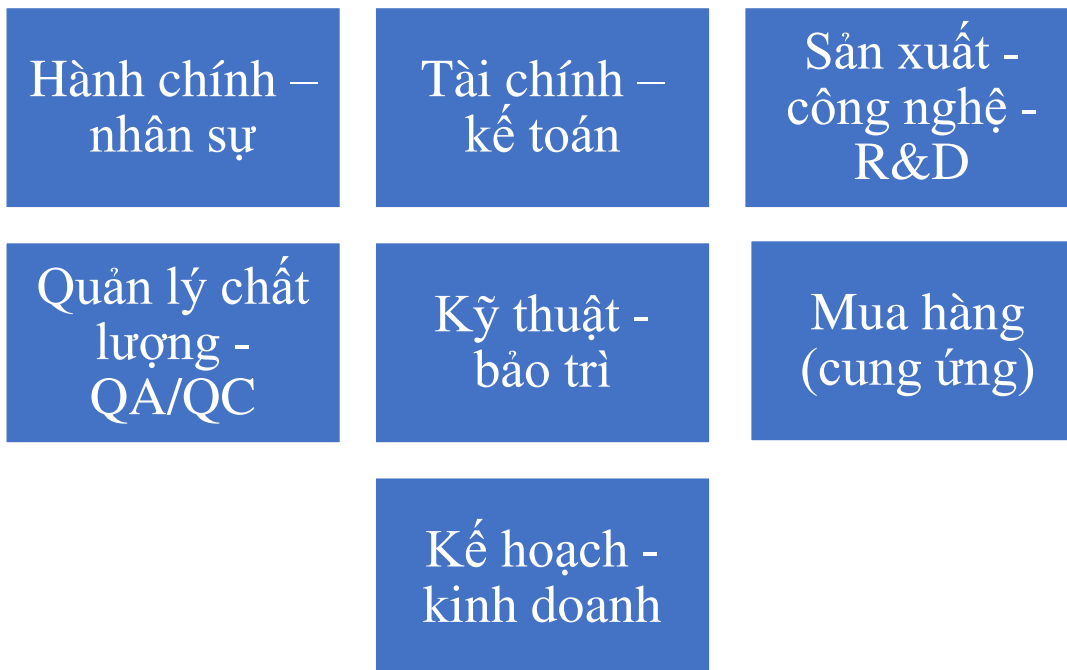 Hành chính –
nhân sự
Tài chính –
kế toán
Sản xuất -
công nghệ -
R&D
Quản lý chất
lượng -
QA/QC
Kỹ thuật -
bảo trì
Mua hàng
(cung ứng)
Kế hoạch -
kinh doanh